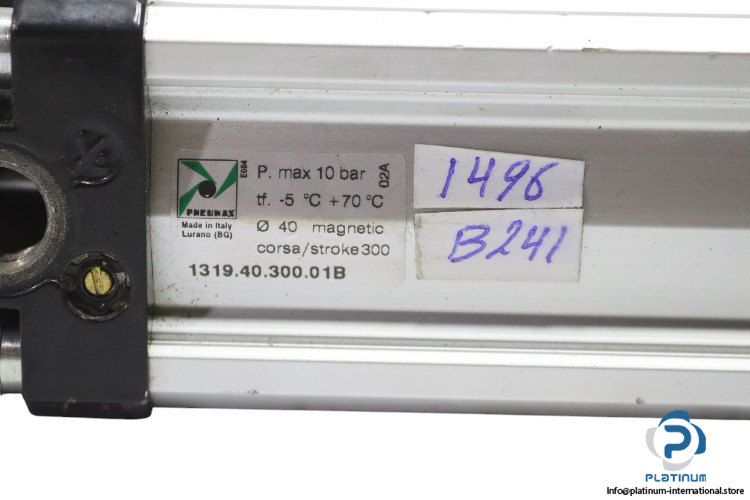 P. max 10 bar
E084
02A
tf. -5 °C +70 °C
PNEUMAX
Made in Italy
Lurano (BG)
Ø 40 magnetic
corsa/stroke 300
1319.40.300.01B
1496
B241
PLATINUM
Info@platinum-international.store